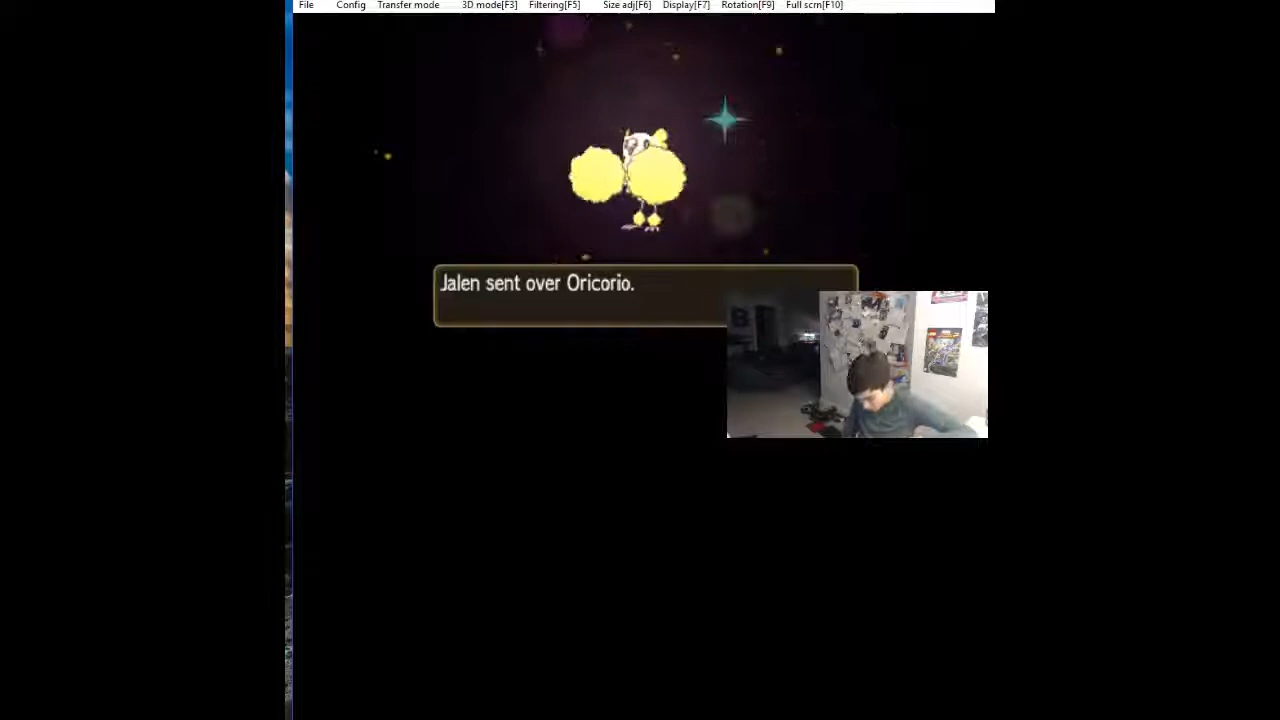 File Config Transfer mode 3D mode[F3] Filtering[F5] Size adj[F6] Display[F7] Rotation[F9] Full scrn[F10]
Jalen sent over Oricorio.